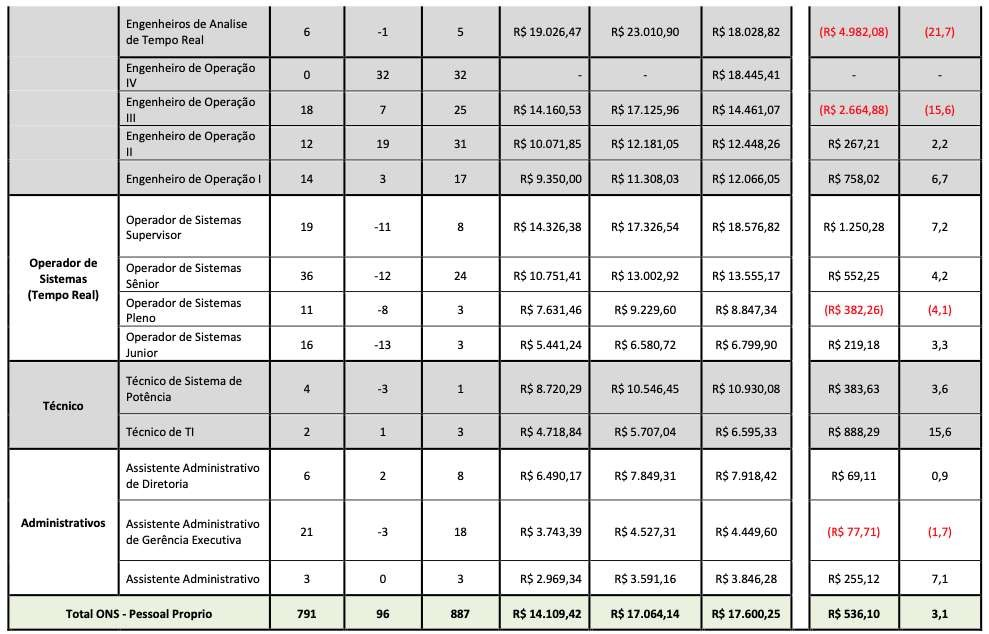 Engenheiros de Analise
de Tempo Real 6 -1 5 R$ 19.026,47 R$ 23.010,90 R$ 18.028,82 (R$ 4.982,08) (21,7)
Engenheiro de Operação
IV 0 32 32 - - R$ 18.445,41 - -
Engenheiro de Operação
III 18 7 25 R$ 14.160,53 R$ 17.125,96 R$ 14.461,07 (R$ 2.664,88) (15,6)
Engenheiro de Operação
II 12 19 31 R$ 10.071,85 R$ 12.181,05 R$ 12.448,26 R$ 267,21 2,2
Engenheiro de Operação I 14 3 17 R$ 9.350,00 R$ 11.308,03 R$ 12.066,05 R$ 758,02 6,7
Operador de
Sistemas
(Tempo Real)
Operador de Sistemas
Supervisor 19 -11 8 R$ 14.326,38 R$ 17.326,54 R$ 18.576,82 R$ 1.250,28 7,2
Operador de Sistemas
Sênior 36 -12 24 R$ 10.751,41 R$ 13.002,92 R$ 13.555,17 R$ 552,25 4,2
Operador de Sistemas
Pleno 11 -8 3 R$ 7.631,46 R$ 9.229,60 R$ 8.847,34 (R$ 382,26) (4,1)
Operador de Sistemas
Junior 16 -13 3 R$ 5.441,24 R$ 6.580,72 R$ 6.799,90 R$ 219,18 3,3
Técnico
Técnico de Sistema de
Potência 4 -3 1 R$ 8.720,29 R$ 10.546,45 R$ 10.930,08 R$ 383,63 3,6
Técnico de TI 2 1 3 R$ 4.718,84 R$ 5.707,04 R$ 6.595,33 R$ 888,29 15,6
Administrativos
Assistente Administrativo
de Diretoria 6 2 8 R$ 6.490,17 R$ 7.849,31 R$ 7.918,42 R$ 69,11 0,9
Assistente Administrativo
de Gerência Executiva 21 -3 18 R$ 3.743,39 R$ 4.527,31 R$ 4.449,60 (R$ 77,71) (1,7)
Assistente Administrativo 3 0 3 R$ 2.969,34 R$ 3.591,16 R$ 3.846,28 R$ 255,12 7,1
Total ONS - Pessoal Proprio 791 96 887 R$ 14.109,42 R$ 17.064,14 R$ 17.600,25 R$ 536,10 3,1